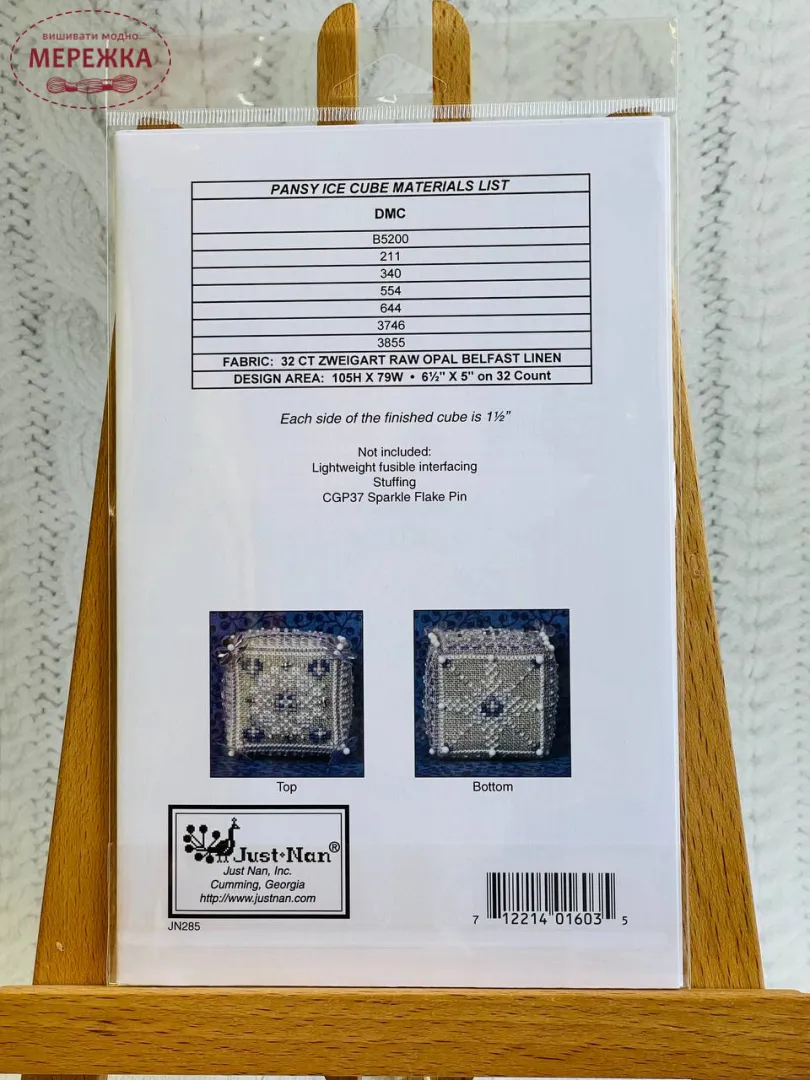 вишивати модно...
МЕРЕЖКА
PANSY ICE CUBE MATERIALS LIST
DMC
B5200
211
340
554
644
3746
3855
FABRIC: 32 CT ZWEIGART RAW OPAL BELFAST LINEN
DESIGN AREA: 105H X 79W • 6½" X 5" on 32 Count
Each side of the finished cube is 1½"
Not included:
Lightweight fusible interfacing
Stuffing
CGP37 Sparkle Flake Pin
Top
Bottom
Just•Nan®
Just Nan, Inc.
Cumming, Georgia
http://www.justnan.com
JN285
7 12214 01603 5